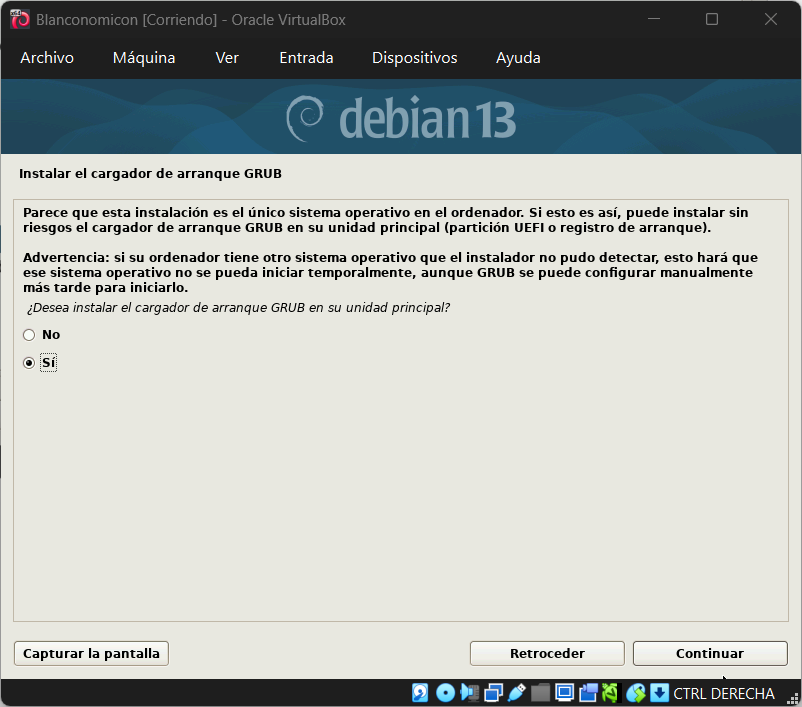 Blanconomicon [Corriendo] - Oracle VirtualBox
Archivo Máquina Ver Entrada Dispositivos Ayuda
debian 13
Instalar el cargador de arranque GRUB
Parece que esta instalación es el único sistema operativo en el ordenador. Si esto es así, puede instalar sin
riesgos el cargador de arranque GRUB en su unidad principal (partición UEFI o registro de arranque).
Advertencia: si su ordenador tiene otro sistema operativo que el instalador no pudo detectar, esto hará que
ese sistema operativo no se pueda iniciar temporalmente, aunque GRUB se puede configurar manualmente
más tarde para iniciarlo.
¿Desea instalar el cargador de arranque GRUB en su unidad principal?
No
Sí
Capturar la pantalla Retroceder Continuar
CTRL DERECHA